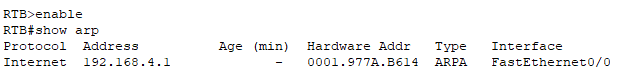 RTB>enable
RTB#show arp
Protocol  Address          Age (min)  Hardware Addr   Type   Interface
Internet  192.168.4.1             -   0001.977A.B614  ARPA   FastEthernet0/0